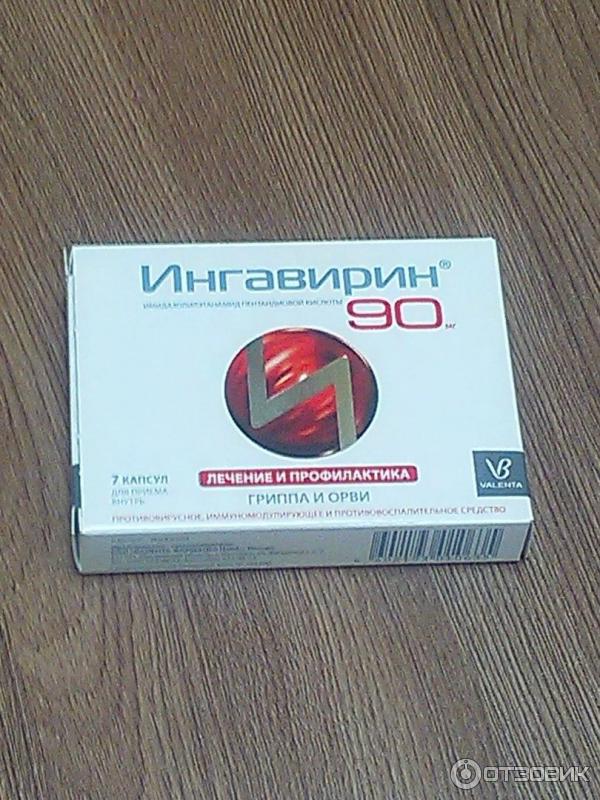 Ингавирин®
ИМИДАЗОЛИЛЭТАНАМИД ПЕНТАНДИОВОЙ КИСЛОТЫ
90 мг
ЛЕЧЕНИЕ И ПРОФИЛАКТИКА
ГРИППА И ОРВИ
7 КАПСУЛ
ДЛЯ ПРИЕМА
ВНУТРЬ
VALENTA
ПРОТИВОВИРУСНОЕ, ИММУНОМОДУЛИРУЮЩЕЕ И ПРОТИВОВОСПАЛИТЕЛЬНОЕ СРЕДСТВО
ОТЗОВИК